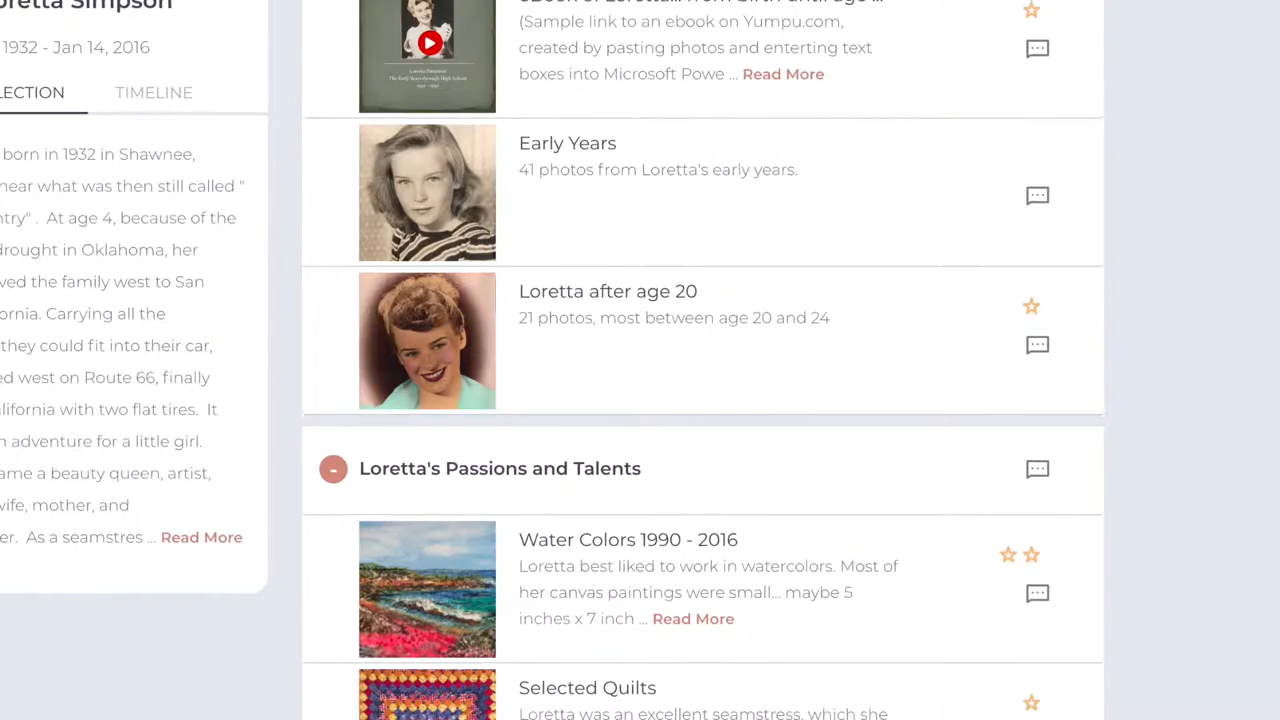 oretta Simpson
1932 - Jan 14, 2016
LECTION
TIMELINE
born in 1932 in Shawnee,
near what was then still called "
ntry" . At age 4, because of the
drought in Oklahoma, her
ved the family west to San
ornia. Carrying all the
they could fit into their car,
ed west on Route 66, finally
lifornia with two flat tires. It
n adventure for a little girl.
ame a beauty queen, artist,
wife, mother, and
er. As a seamstres ... Read More
(Sample link to an ebook on Yumpu.com,
created by pasting photos and enterting text
boxes into Microsoft Powe ... Read More
Early Years
41 photos from Loretta's early years.
Loretta after age 20
21 photos, most between age 20 and 24
-
Loretta's Passions and Talents
Water Colors 1990 - 2016
Loretta best liked to work in watercolors. Most of
her canvas paintings were small... maybe 5
inches x 7 inch ... Read More
Selected Quilts
Loretta was an excellent seamstress, which she